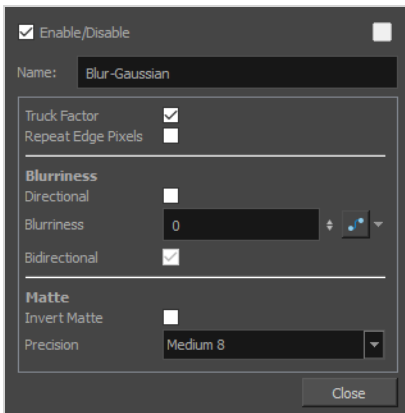 Enable/Disable
Name: Blur-Gaussian
Truck Factor
Repeat Edge Pixels
Blurriness
Directional
Blurriness 0
Bidirectional
Matte
Invert Matte
Precision Medium 8
Close